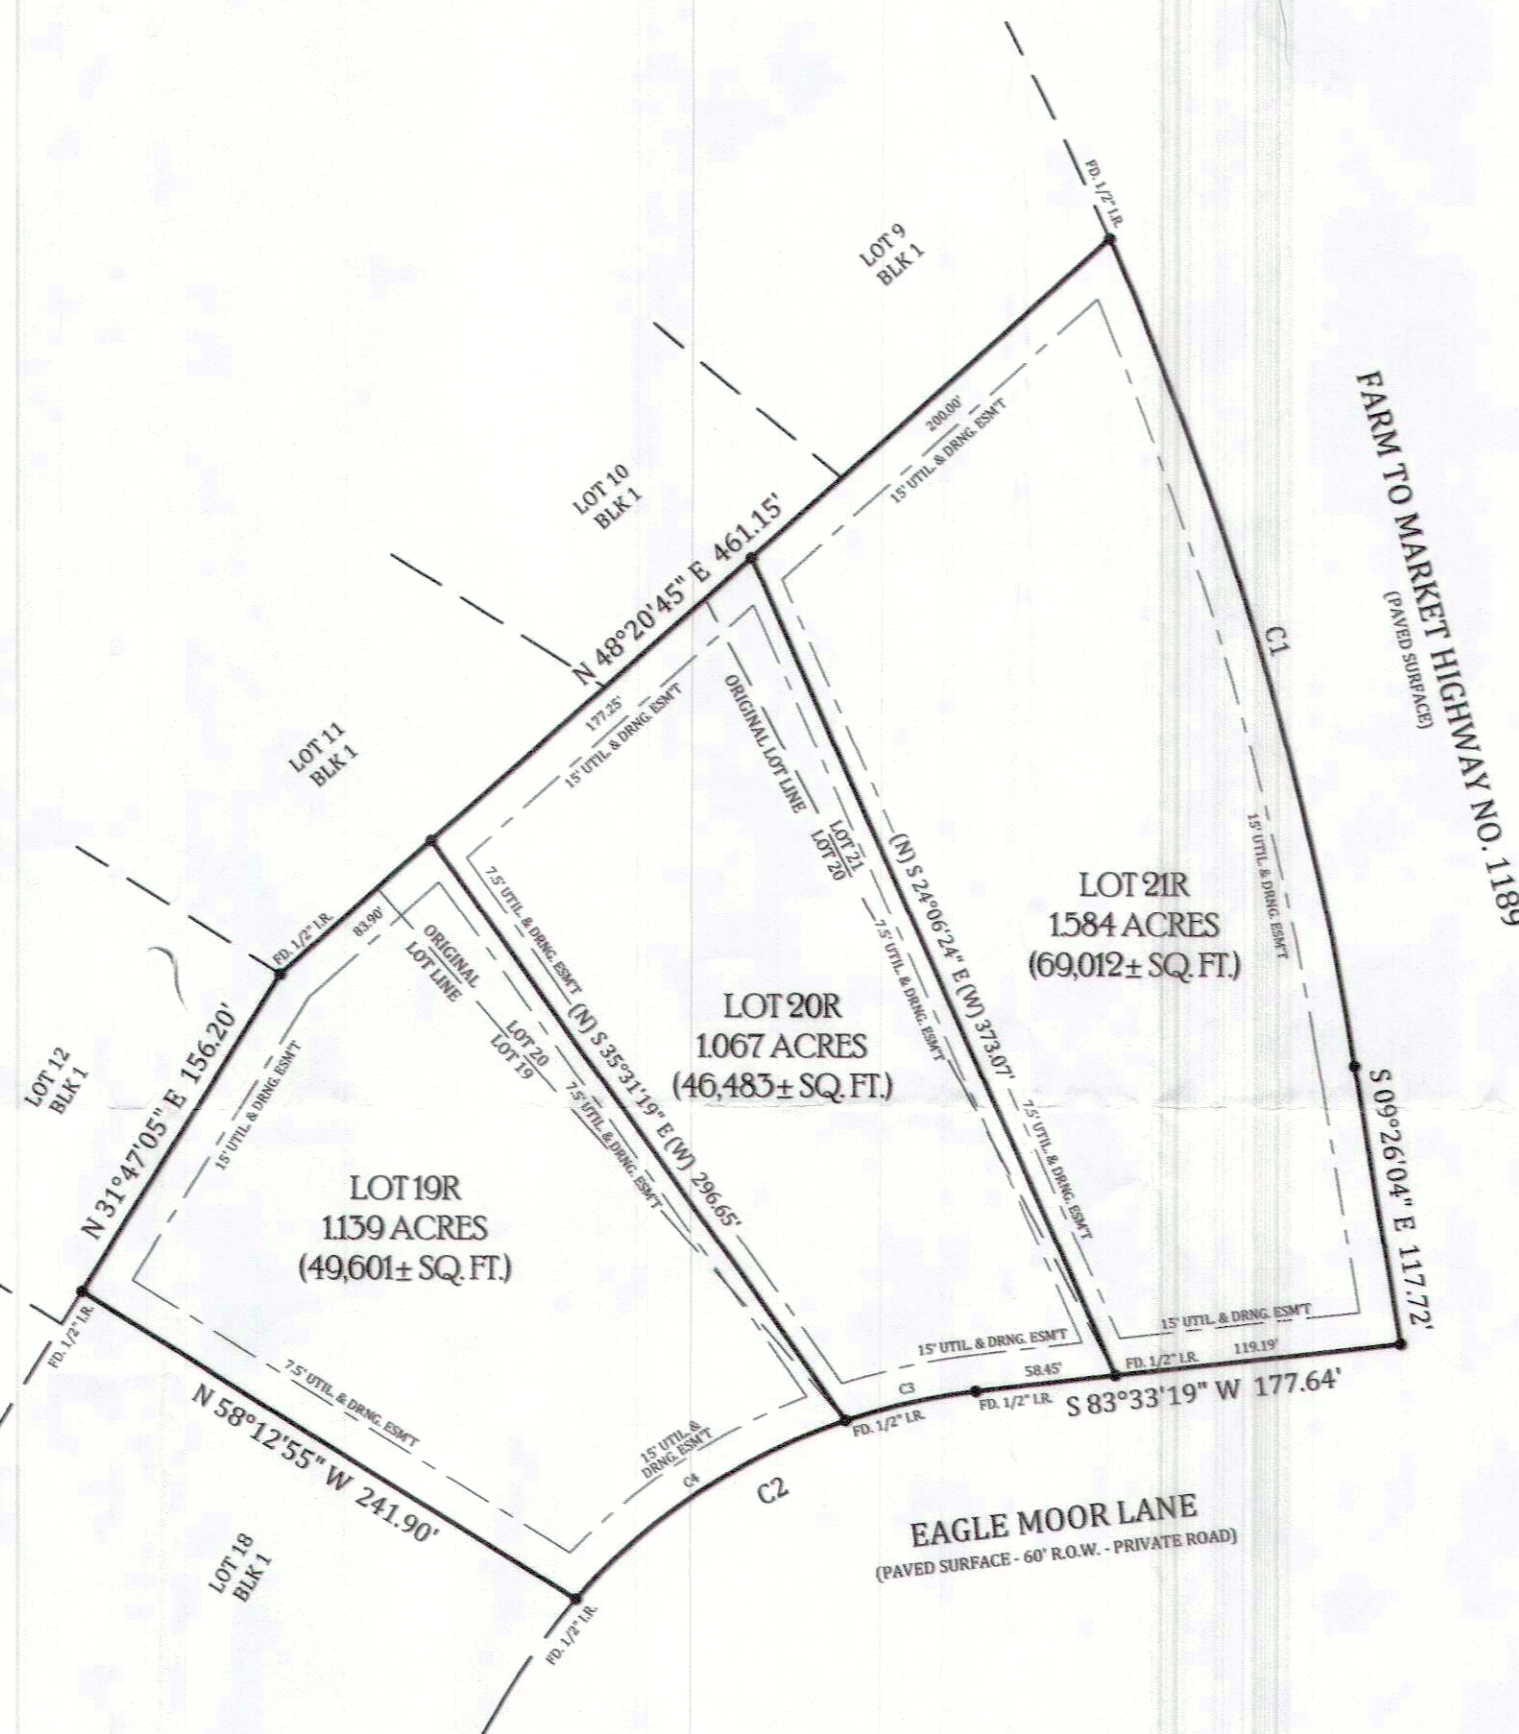 FD. 1/2" I.R.
LOT 9
BLK 1
200.00'
15' UTIL. & DRNG. ESM'T
FARM TO MARKET HIGHWAY NO. 1189
(PAVED SURFACE)
C1
LOT 10
BLK 1
N 48°20'45" E 461.15'
177.25'
15' UTIL. & DRNG. ESM'T
ORIGINAL LOT LINE
LOT 21
LOT 20
LOT 11
BLK 1
FD. 1/2" I.R.
83.90'
ORIGINAL
LOT LINE
LOT 20
LOT 19
7.5' UTIL. & DRNG. ESM'T
(N) S 35°31'19" E (W) 296.65'
7.5' UTIL. & DRNG. ESM'T
7.5' UTIL. & DRNG. ESM'T
(N) S 24°06'24" E (W) 373.07'
7.5' UTIL. & DRNG. ESM'T
15' UTIL. & DRNG. ESM'T
LOT 21R
1.584 ACRES
(69,012± SQ. FT.)
LOT 20R
1.067 ACRES
(46,483± SQ. FT.)
LOT 19R
1.139 ACRES
(49,601± SQ. FT.)
LOT 12
BLK 1
N 31°47'05" E 156.20'
15' UTIL. & DRNG. ESM'T
S 09°26'04" E 117.72'
15' UTIL. & DRNG. ESM'T
119.19'
FD. 1/2" I.R.
S 83°33'19" W 177.64'
15' UTIL. & DRNG. ESM'T
58.45'
FD. 1/2" I.R.
C3
FD. 1/2" I.R.
FD. 1/2" I.R.
7.5' UTIL. & DRNG. ESM'T
N 58°12'55" W 241.90'
15' UTIL. &
DRNG. ESM'T
C4
C2
EAGLE MOOR LANE
(PAVED SURFACE - 60' R.O.W. - PRIVATE ROAD)
LOT 18
BLK 1
FD. 1/2" I.R.